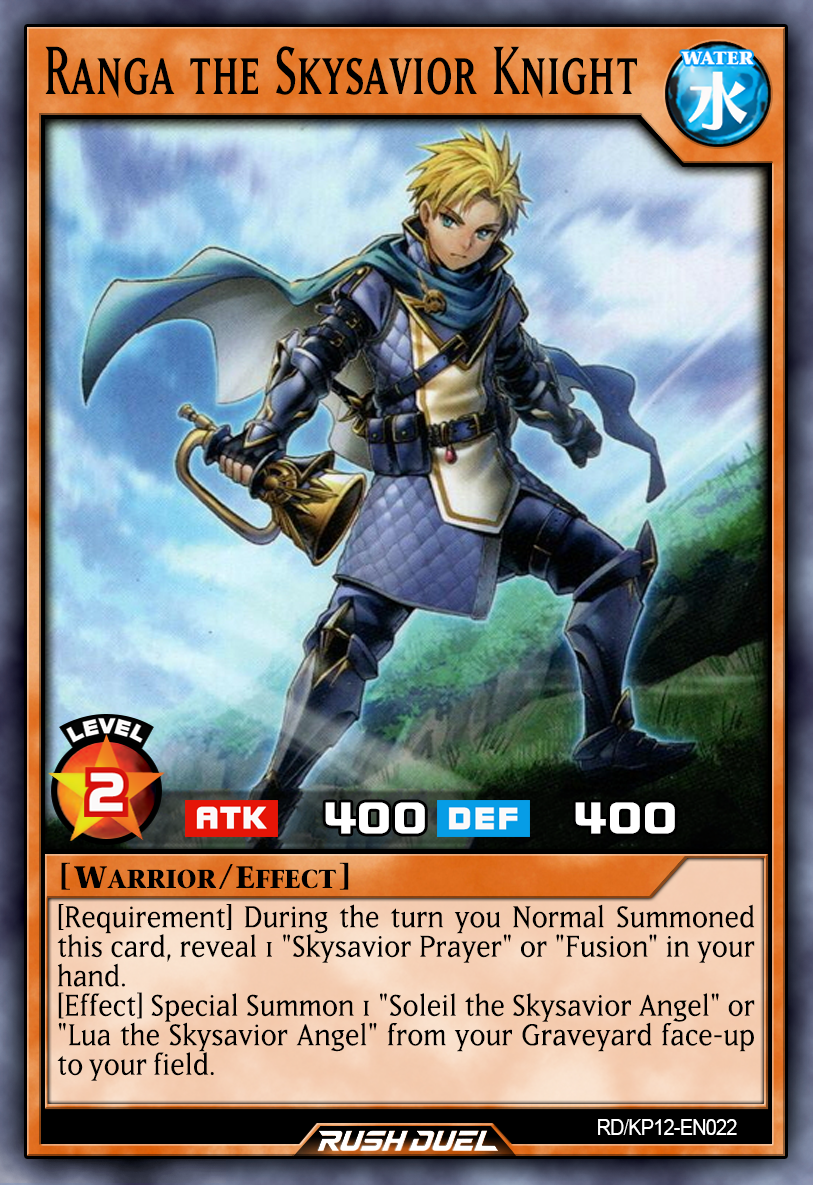 Ranga the Skysavior Knight
WATER
水
LEVEL
2
ATK 400 DEF 400
[Warrior/Effect]
[Requirement] During the turn you Normal Summoned
this card, reveal 1 "Skysavior Prayer" or "Fusion" in your
hand.
[Effect] Special Summon 1 "Soleil the Skysavior Angel" or
"Lua the Skysavior Angel" from your Graveyard face-up
to your field.
RD/KP12-EN022
RUSH DUEL